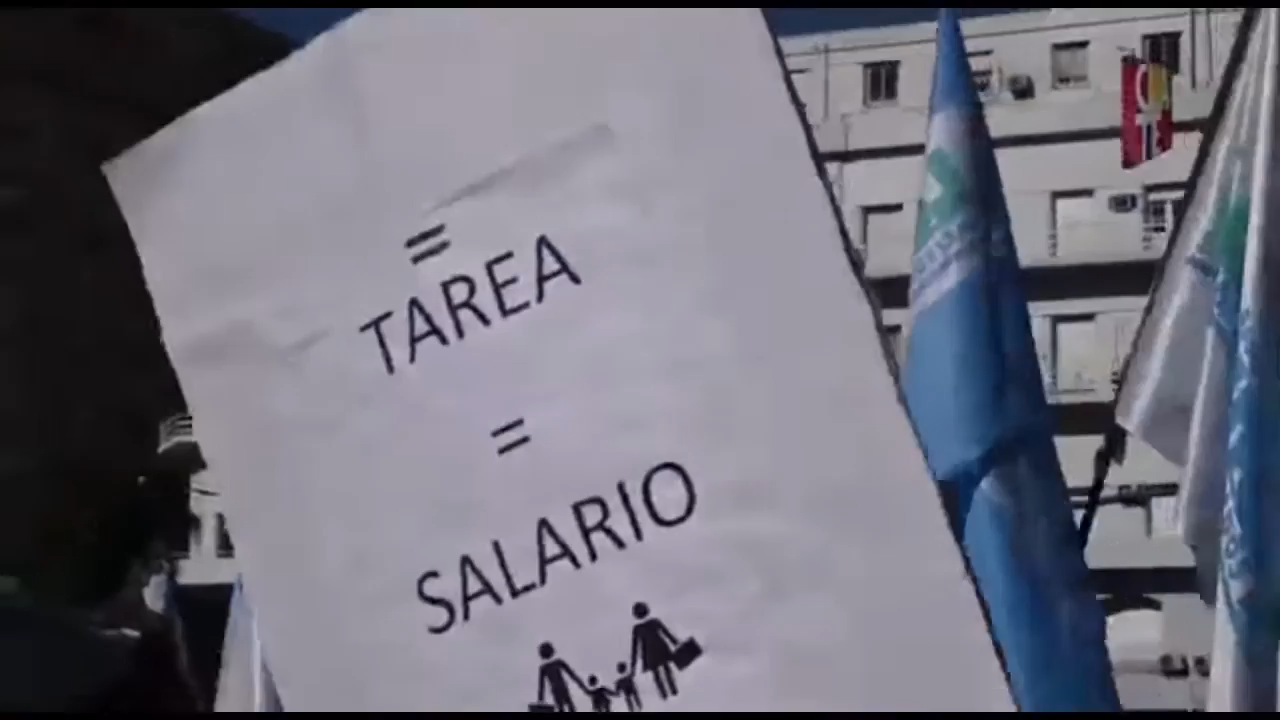 =
TAREA
=
SALARIO